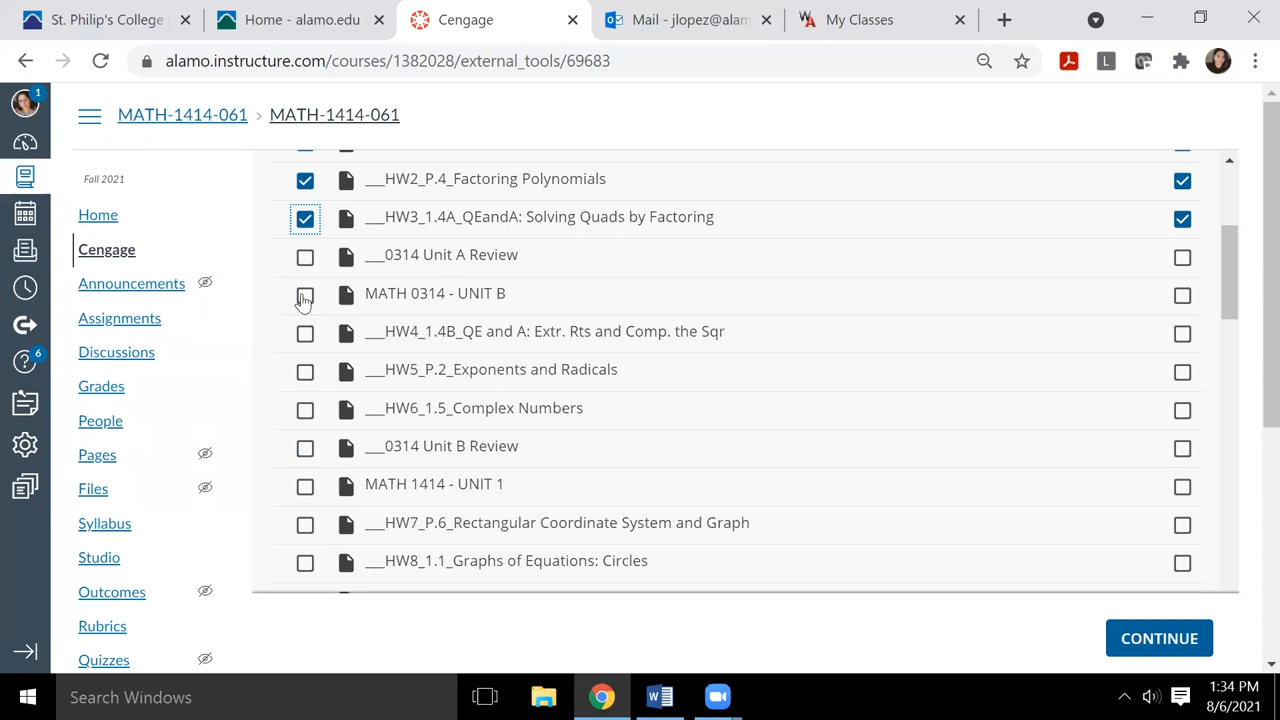 St. Philip's College
Home - alamo.edu
Cengage
Mail - jlopez@alam
My Classes
alamo.instructure.com/courses/1382028/external_tools/69683
L
1
MATH-1414-061 > MATH-1414-061
Fall 2021
Home
Cengage
Announcements
Assignments
Discussions
6
Grades
People
Pages
Files
Syllabus
Studio
Outcomes
Rubrics
Quizzes
___HW2_P.4_Factoring Polynomials
___HW3_1.4A_QEandA: Solving Quads by Factoring
___0314 Unit A Review
MATH 0314 - UNIT B
___HW4_1.4B_QE and A: Extr. Rts and Comp. the Sqr
___HW5_P.2_Exponents and Radicals
___HW6_1.5_Complex Numbers
___0314 Unit B Review
MATH 1414 - UNIT 1
___HW7_P.6_Rectangular Coordinate System and Graph
___HW8_1.1_Graphs of Equations: Circles
CONTINUE
Search Windows
1:34 PM
8/6/2021